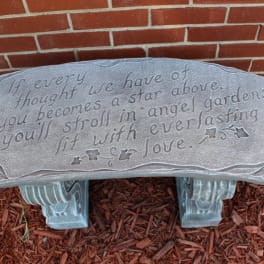 If every
thought we have of
you becomes a star above,
you'll stroll in angel gardens
lit with everlasting
love.